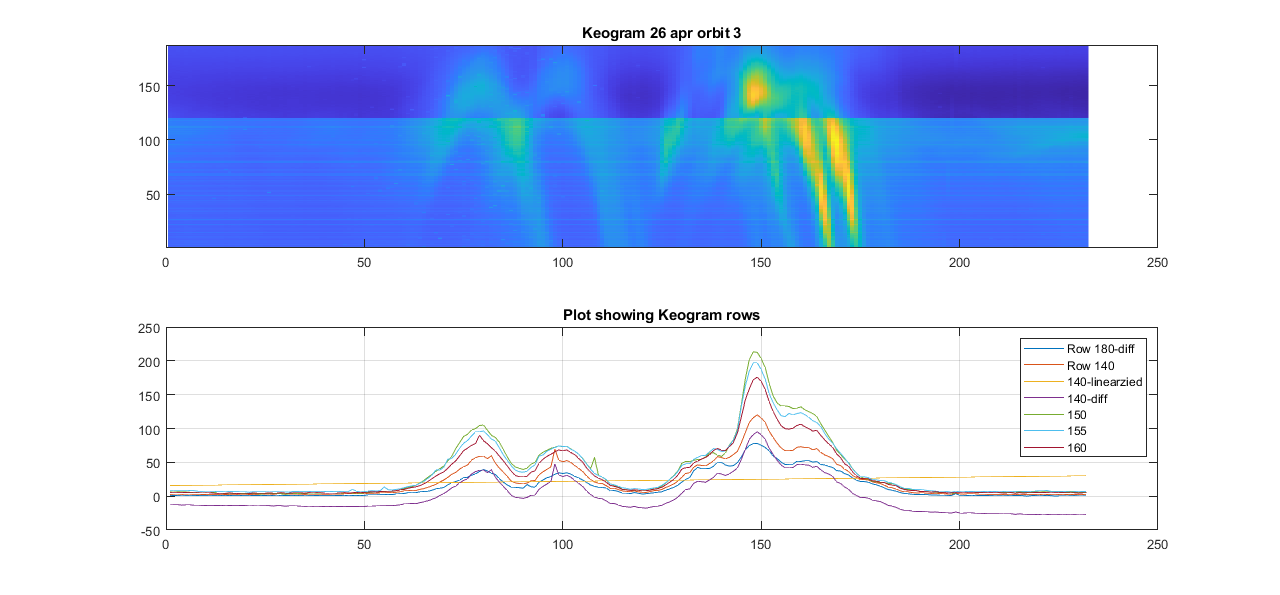 Keogram 26 apr orbit 3
150
100
50
0 50 100 150 200 250
Plot showing Keogram rows
250
200
150
100
50
0
-50
Row 180-diff
Row 140
140-linearzied
140-diff
150
155
160
0 50 100 150 200 250